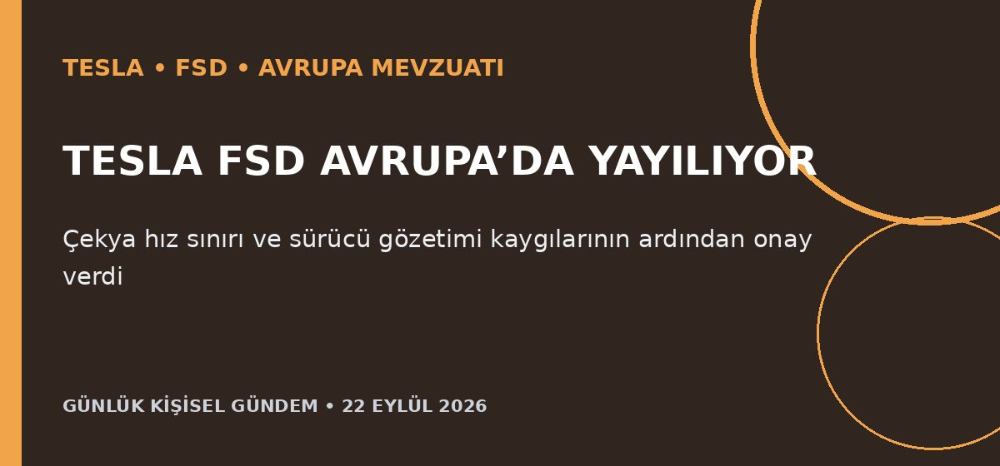 TESLA • FSD • AVRUPA MEVZUATI
TESLA FSD AVRUPA’DA YAYILIYOR
Çekya hız sınırı ve sürücü gözetimi kaygılarının ardından onay
verdi
GÜNLÜK KİŞİSEL GÜNDEM • 22 EYLÜL 2026